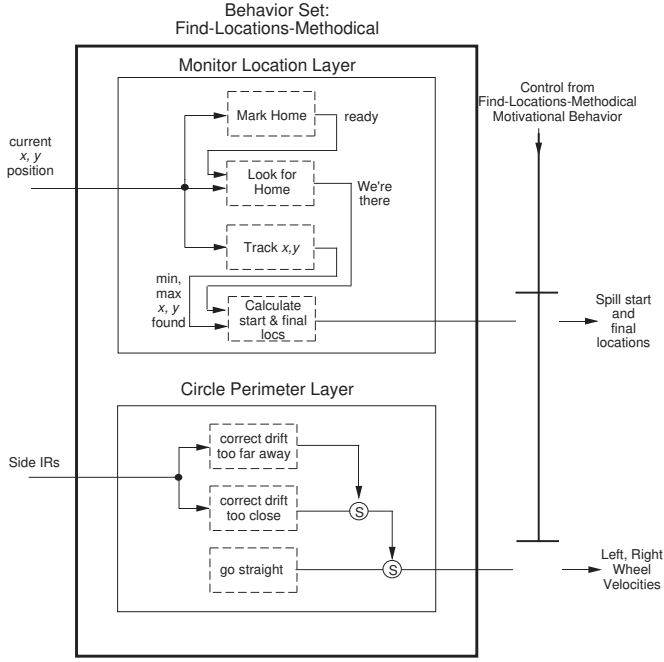 Behavior Set:
Find-Locations-Methodical
Monitor Location Layer
Mark Home
ready
current
x, y
position
Look for
Home
We're
there
Track x,y
min,
max
x, y
found
Calculate
start & final
locs
Control from
Find-Locations-Methodical
Motivational Behavior
Spill start
and
final
locations
Circle Perimeter Layer
Side IRs
correct drift
too far away
correct drift
too close
S
go straight
S
Left, Right
Wheel
Velocities